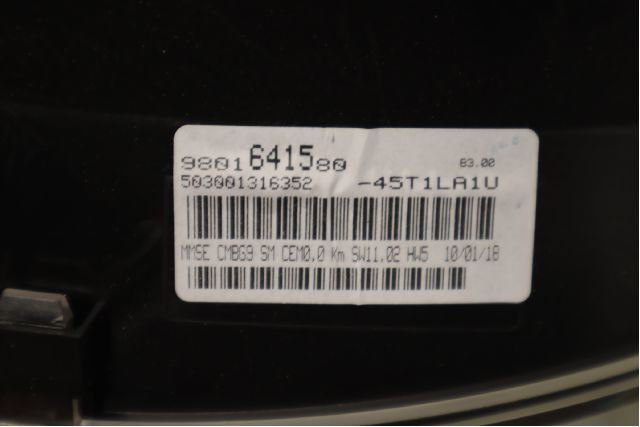 9801641580 B3.00
503001316352 -45T1LA1U
MMSE CMBG9 SM CEM0,0 Km SW11.02 HW5 10/01/18